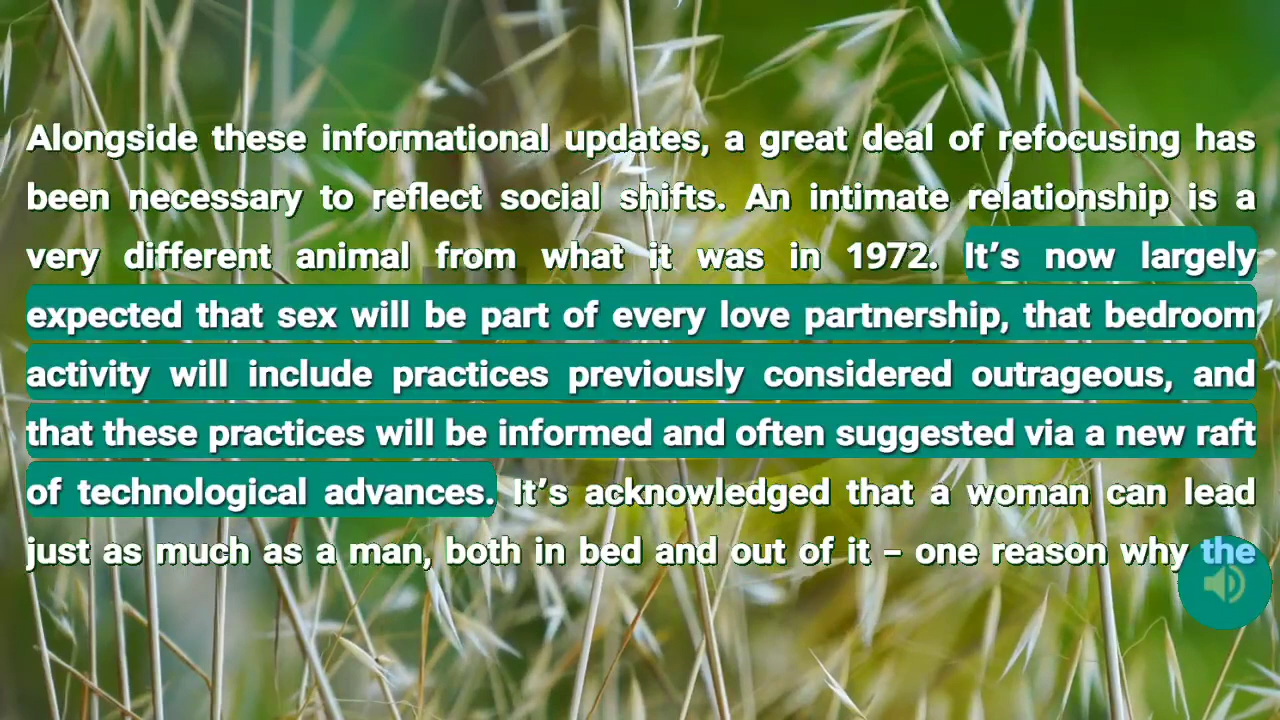 Alongside these informational updates, a great deal of refocusing has
been necessary to reflect social shifts. An intimate relationship is a
very different animal from what it was in 1972. It’s now largely
expected that sex will be part of every love partnership, that bedroom
activity will include practices previously considered outrageous, and
that these practices will be informed and often suggested via a new raft
of technological advances. It’s acknowledged that a woman can lead
just as much as a man, both in bed and out of it – one reason why the